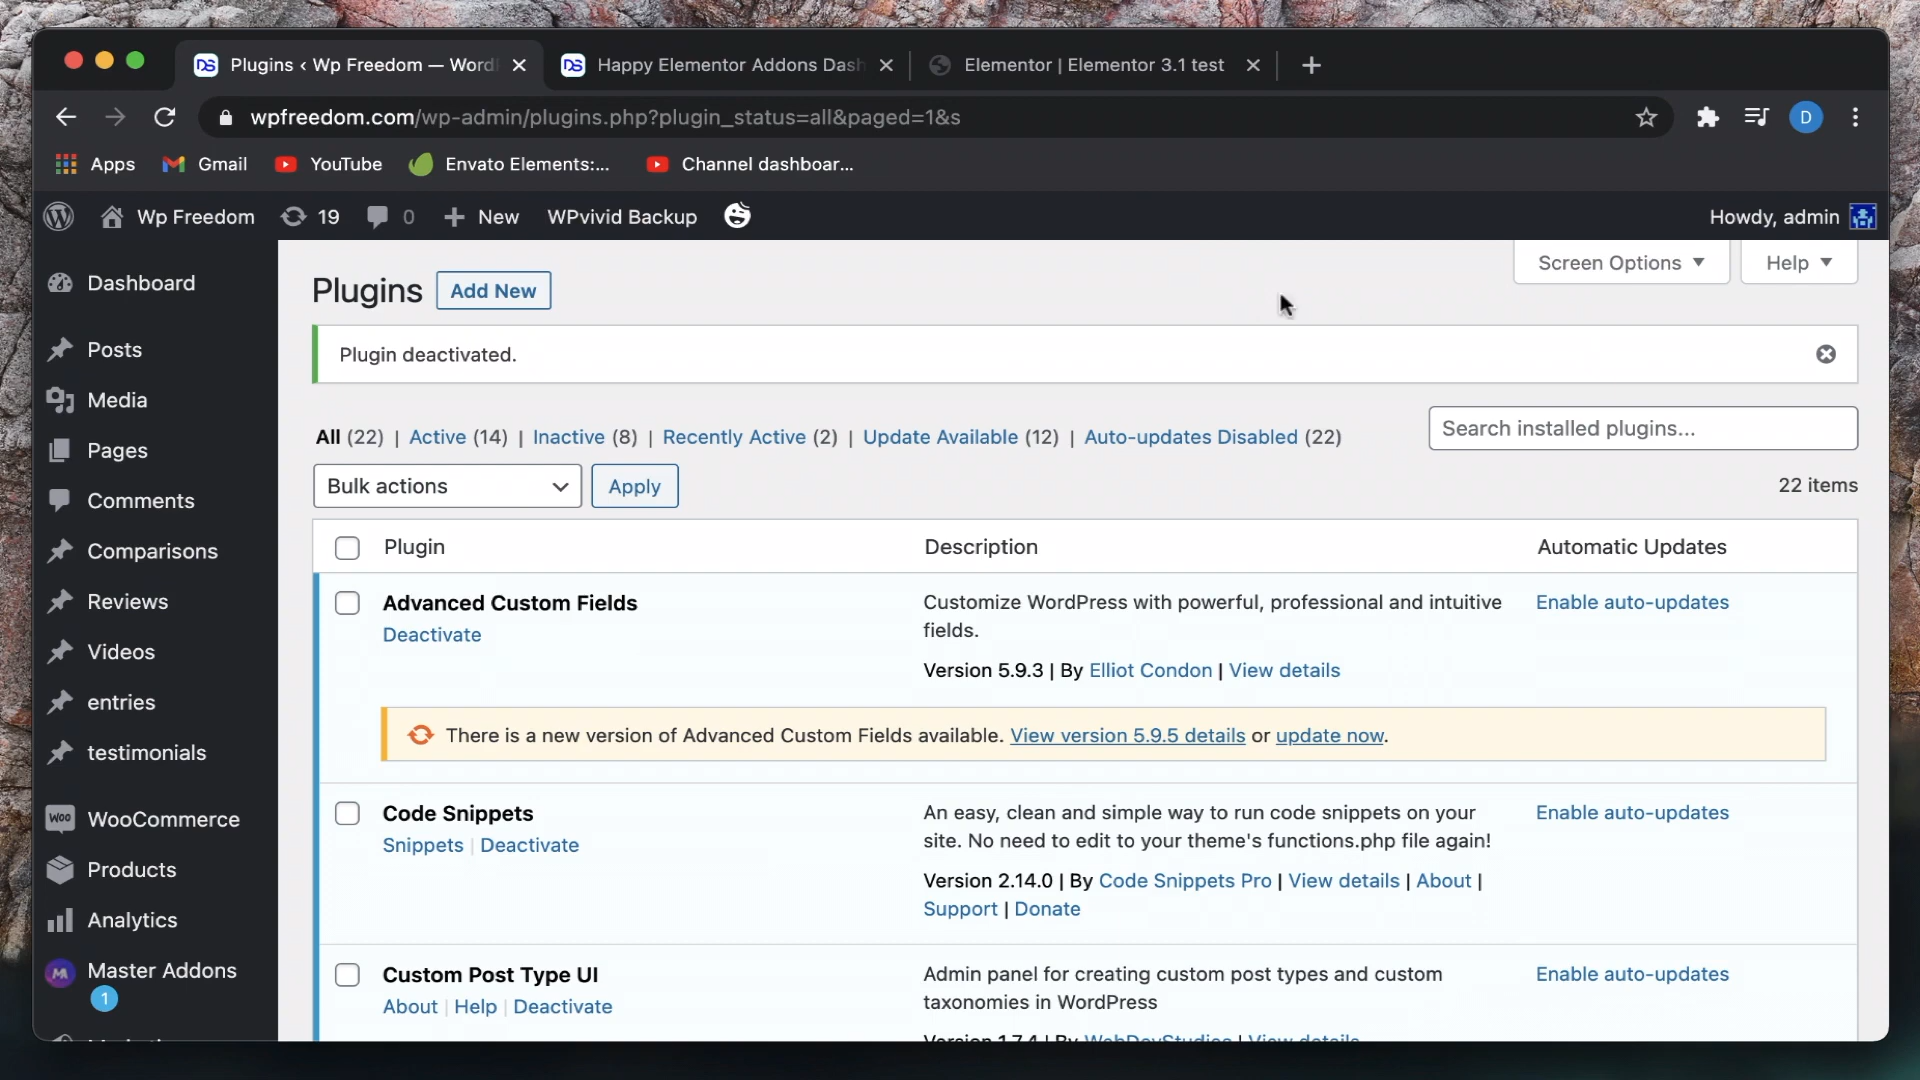 Plugins ‹ Wp Freedom — Word
Happy Elementor Addons Dash
Elementor | Elementor 3.1 test
wpfreedom.com/wp-admin/plugins.php?plugin_status=all&paged=1&s
D
Apps
Gmail
YouTube
Envato Elements:...
Channel dashboar...
Wp Freedom
19
0
New
WPvivid Backup
Howdy, admin
Screen Options
Help
Dashboard
Posts
Media
Pages
Comments
Comparisons
Reviews
Videos
entries
testimonials
WooCommerce
Products
Analytics
Master Addons
1
Plugins
Add New
Plugin deactivated.
All (22) | Active (14) | Inactive (8) | Recently Active (2) | Update Available (12) | Auto-updates Disabled (22)
Search installed plugins...
Bulk actions
Apply
22 items
Plugin
Description
Automatic Updates
Advanced Custom Fields
Deactivate
Customize WordPress with powerful, professional and intuitive
fields.
Version 5.9.3 | By Elliot Condon | View details
Enable auto-updates
There is a new version of Advanced Custom Fields available. View version 5.9.5 details or update now.
Code Snippets
Snippets | Deactivate
An easy, clean and simple way to run code snippets on your
site. No need to edit to your theme's functions.php file again!
Version 2.14.0 | By Code Snippets Pro | View details | About |
Support | Donate
Enable auto-updates
Custom Post Type UI
About | Help | Deactivate
Admin panel for creating custom post types and custom
taxonomies in WordPress
Version 1.7.4 | By WebDevStudios | View details
Enable auto-updates